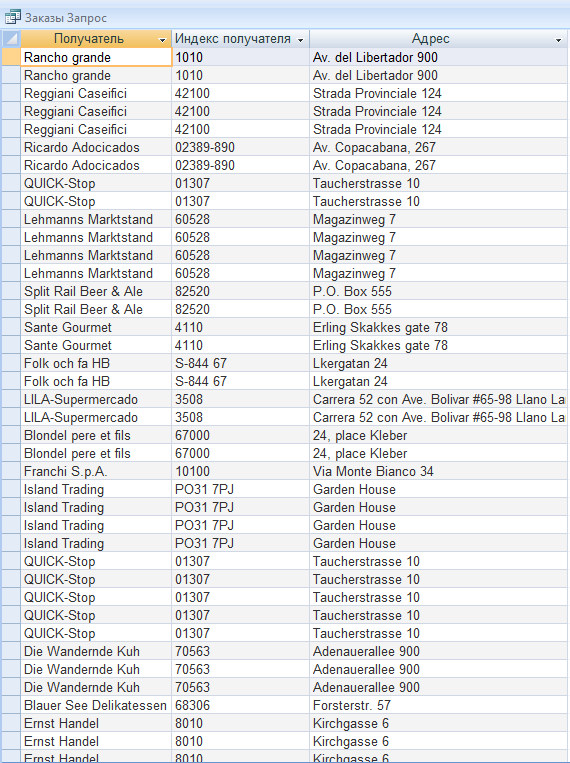 Заказы Запрос
Получатель Индекс получателя Адрес
Rancho grande 1010 Av. del Libertador 900
Rancho grande 1010 Av. del Libertador 900
Reggiani Caseifici 42100 Strada Provinciale 124
Reggiani Caseifici 42100 Strada Provinciale 124
Reggiani Caseifici 42100 Strada Provinciale 124
Ricardo Adocicados 02389-890 Av. Copacabana, 267
Ricardo Adocicados 02389-890 Av. Copacabana, 267
QUICK-Stop 01307 Taucherstrasse 10
QUICK-Stop 01307 Taucherstrasse 10
Lehmanns Marktstand 60528 Magazinweg 7
Lehmanns Marktstand 60528 Magazinweg 7
Lehmanns Marktstand 60528 Magazinweg 7
Lehmanns Marktstand 60528 Magazinweg 7
Split Rail Beer & Ale 82520 P.O. Box 555
Split Rail Beer & Ale 82520 P.O. Box 555
Sante Gourmet 4110 Erling Skakkes gate 78
Sante Gourmet 4110 Erling Skakkes gate 78
Folk och fa HB S-844 67 Lkergatan 24
Folk och fa HB S-844 67 Lkergatan 24
LILA-Supermercado 3508 Carrera 52 con Ave. Bolivar #65-98 Llano La
LILA-Supermercado 3508 Carrera 52 con Ave. Bolivar #65-98 Llano La
Blondel pere et fils 67000 24, place Kleber
Blondel pere et fils 67000 24, place Kleber
Franchi S.p.A. 10100 Via Monte Bianco 34
Island Trading PO31 7PJ Garden House
Island Trading PO31 7PJ Garden House
Island Trading PO31 7PJ Garden House
Island Trading PO31 7PJ Garden House
QUICK-Stop 01307 Taucherstrasse 10
QUICK-Stop 01307 Taucherstrasse 10
QUICK-Stop 01307 Taucherstrasse 10
QUICK-Stop 01307 Taucherstrasse 10
QUICK-Stop 01307 Taucherstrasse 10
Die Wandernde Kuh 70563 Adenauerallee 900
Die Wandernde Kuh 70563 Adenauerallee 900
Die Wandernde Kuh 70563 Adenauerallee 900
Blauer See Delikatessen 68306 Forsterstr. 57
Ernst Handel 8010 Kirchgasse 6
Ernst Handel 8010 Kirchgasse 6
Ernst Handel 8010 Kirchgasse 6